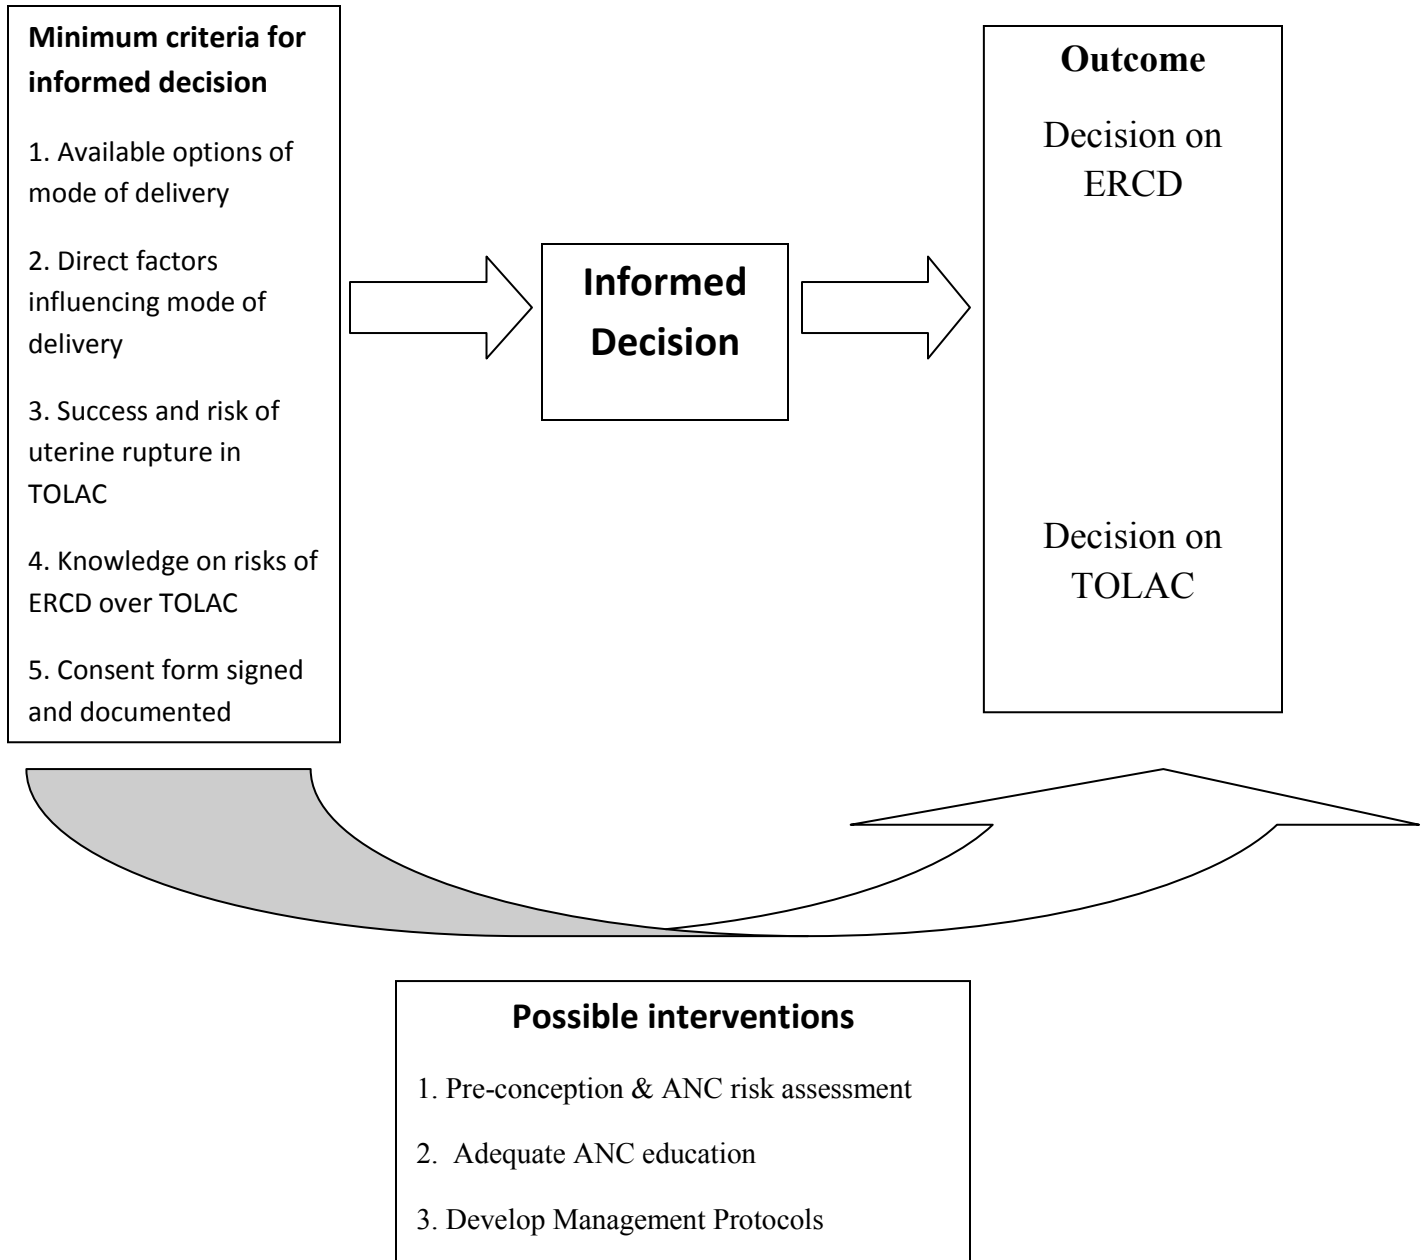 Minimum criteria for
informed decision
1. Available options of
mode of delivery
2. Direct factors
influencing mode of
delivery
3. Success and risk of
uterine rupture in
TOLAC
4. Knowledge on risks of
ERCD over TOLAC
5. Consent form signed
and documented
Informed
Decision
Outcome
Decision on
ERCD
Decision on
TOLAC
Possible interventions
1. Pre-conception & ANC risk assessment
2. Adequate ANC education
3. Develop Management Protocols